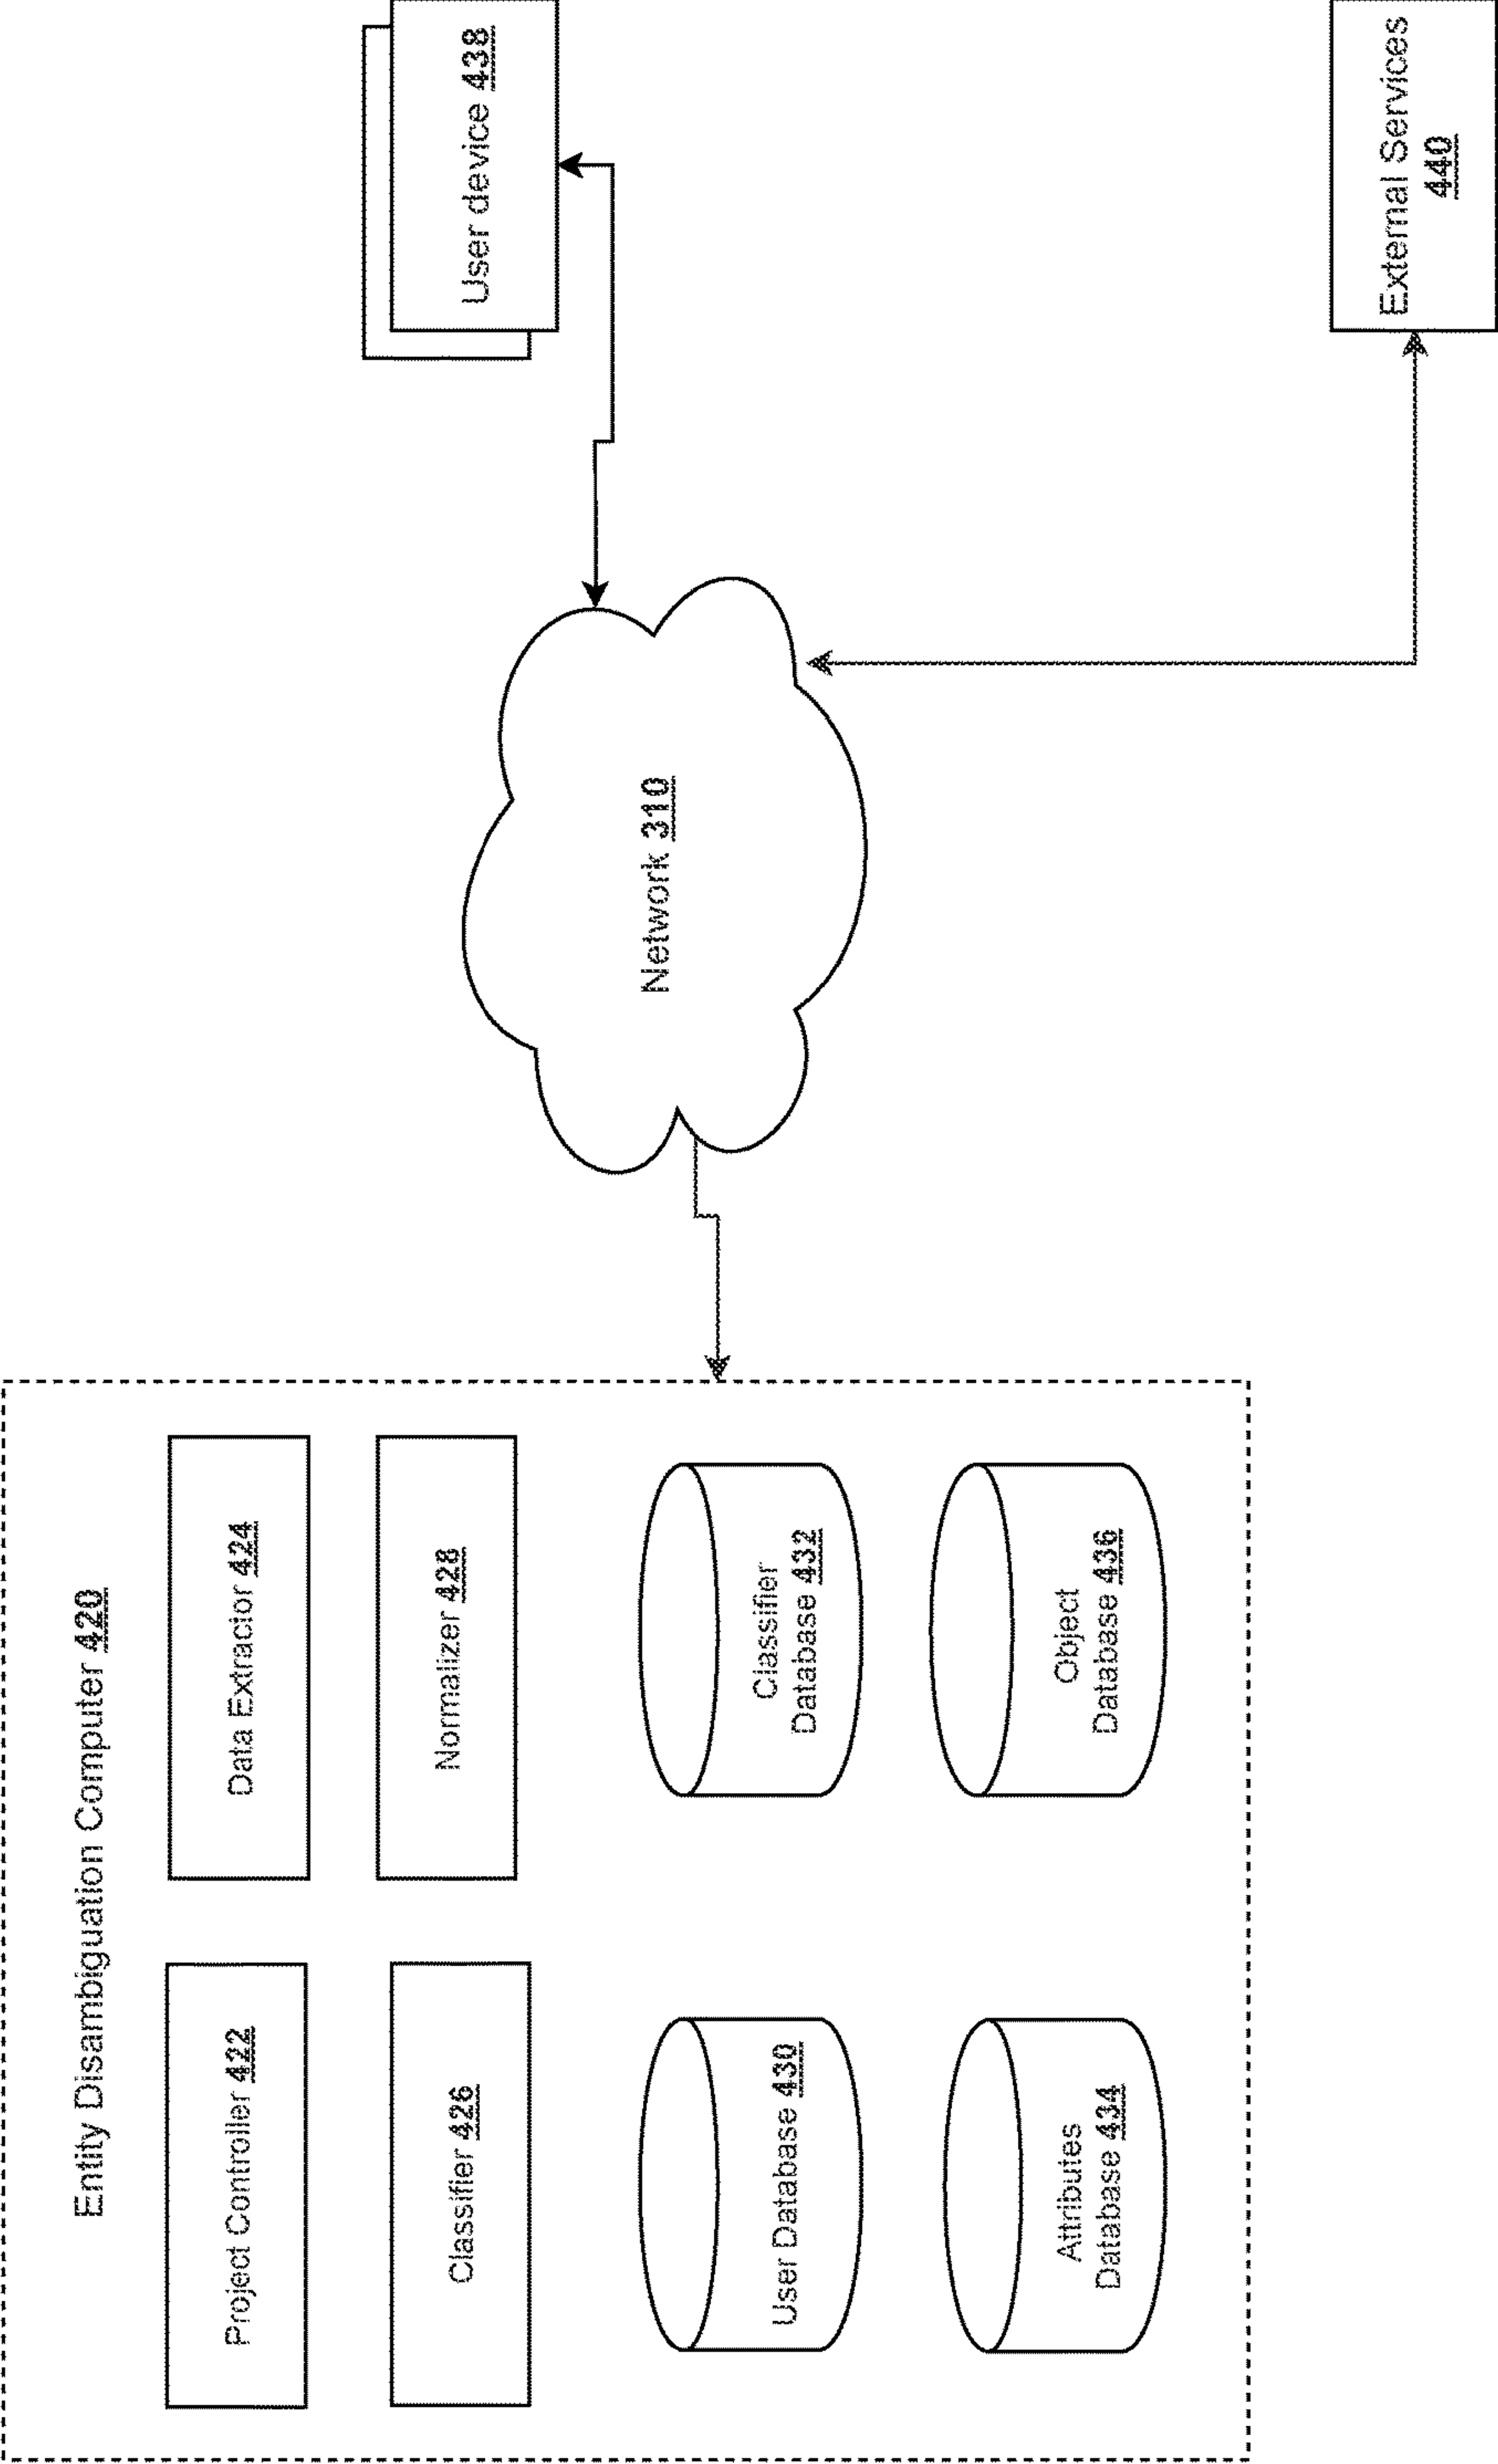 Entity Disambiguation Computer 420
Project Controller 422
Data Extractor 424
Classifier 426
Normalizer 428
User Database 430
Classifier
Database 432
Attributes
Database 434
Object
Database 436
Network 310
User device 438
External Services
440